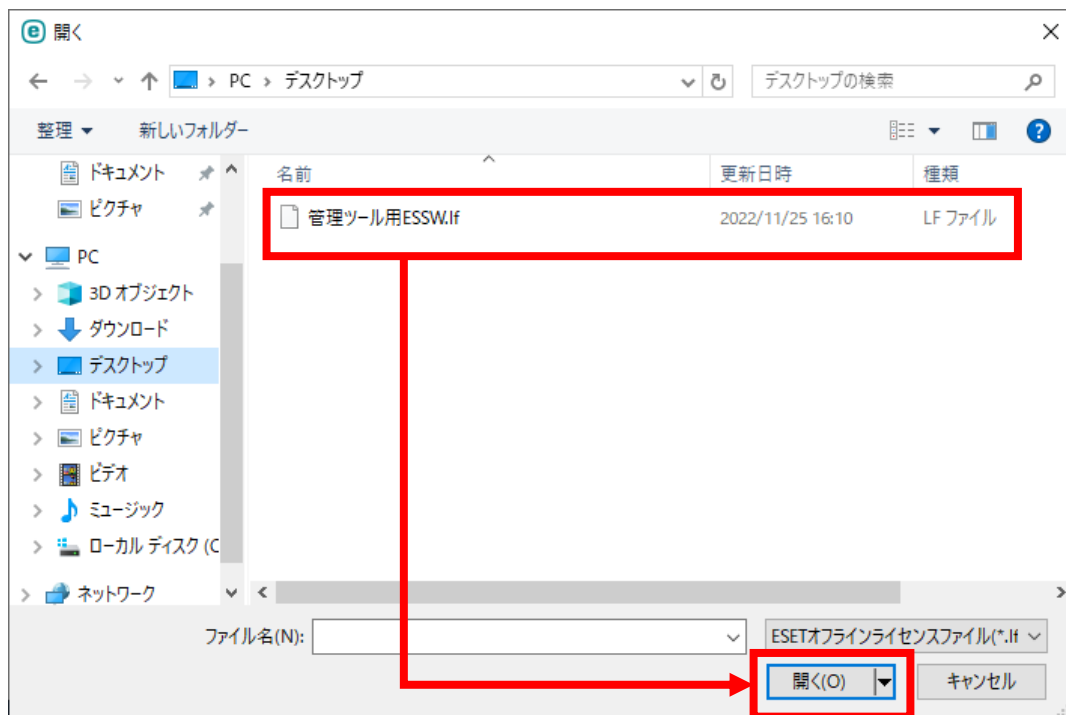 開く
PC > デスクトップ
デスクトップの検索
整理 新しいフォルダー
ドキュメント
ピクチャ
PC
3D オブジェクト
ダウンロード
デスクトップ
ドキュメント
ピクチャ
ビデオ
ミュージック
ローカル ディスク (C
ネットワーク
名前 更新日時 種類
管理ツール用ESSW.lf 2022/11/25 16:10 LF ファイル
ファイル名(N): ESETオフラインライセンスファイル(*.lf
開く(O) キャンセル